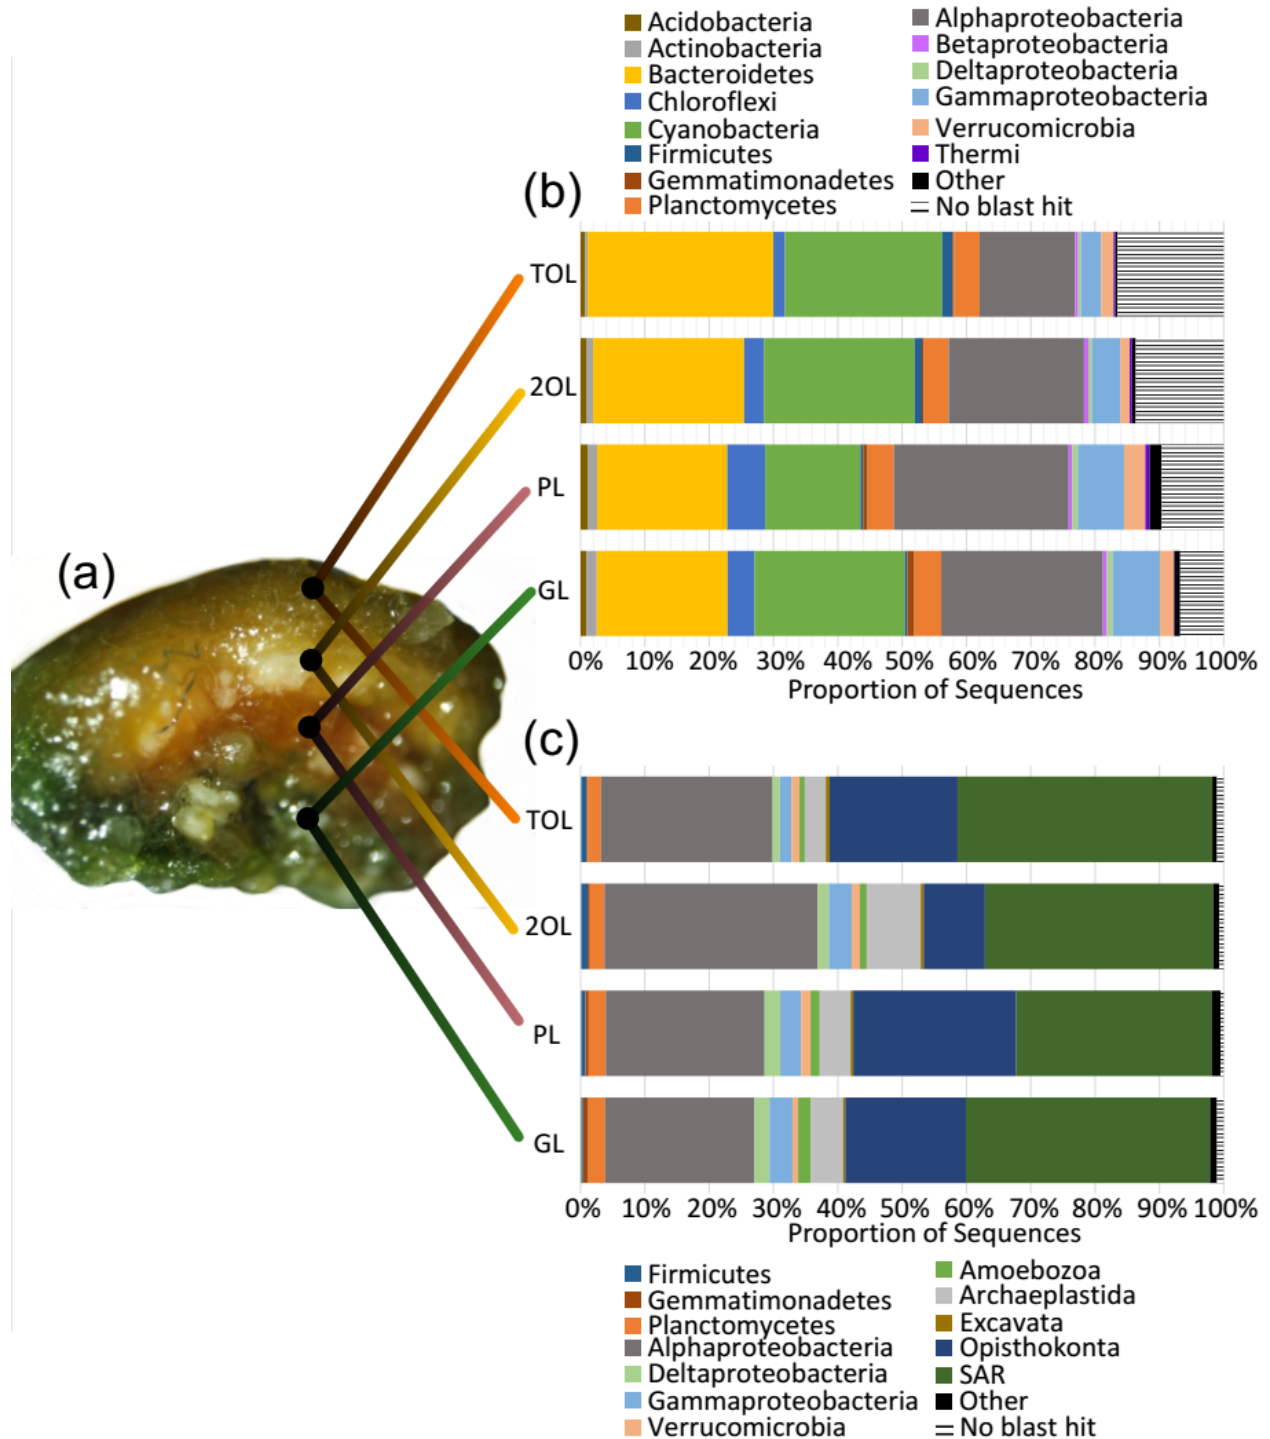 Acidobacteria
Actinobacteria
Bacteroidetes
Chloroflexi
Cyanobacteria
Firmicutes
Gemmatimonadetes
Planctomycetes
Alphaproteobacteria
Betaproteobacteria
Deltaproteobacteria
Gammaproteobacteria
Verrucomicrobia
Thermi
Other
No blast hit
(b)
TOL
2OL
PL
GL
0% 10% 20% 30% 40% 50% 60% 70% 80% 90% 100%
Proportion of Sequences
(a)
(c)
TOL
2OL
PL
GL
0% 10% 20% 30% 40% 50% 60% 70% 80% 90% 100%
Proportion of Sequences
Firmicutes
Gemmatimonadetes
Planctomycetes
Alphaproteobacteria
Deltaproteobacteria
Gammaproteobacteria
Verrucomicrobia
Amoebozoa
Archaeplastida
Excavata
Opisthokonta
SAR
Other
No blast hit